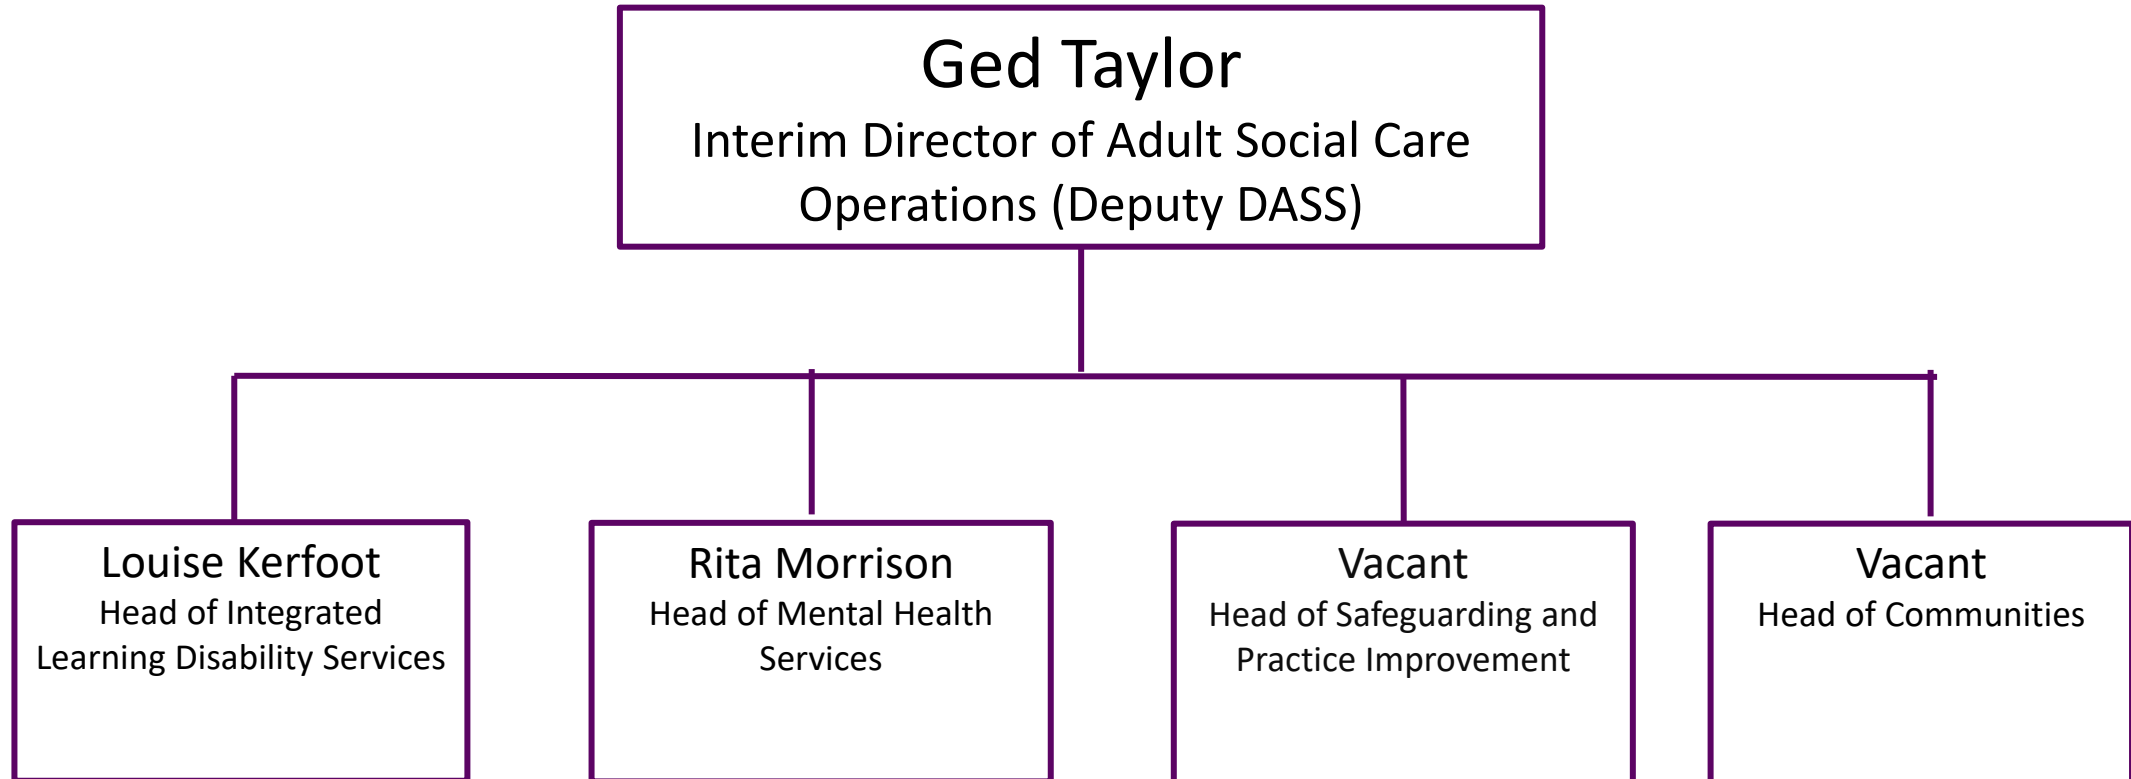 Ged Taylor
Interim Director of Adult Social Care
Operations (Deputy DASS)
Louise Kerfoot
Head of Integrated
Learning Disability Services
Rita Morrison
Head of Mental Health
Services
Vacant
Head of Safeguarding and
Practice Improvement
Vacant
Head of Communities